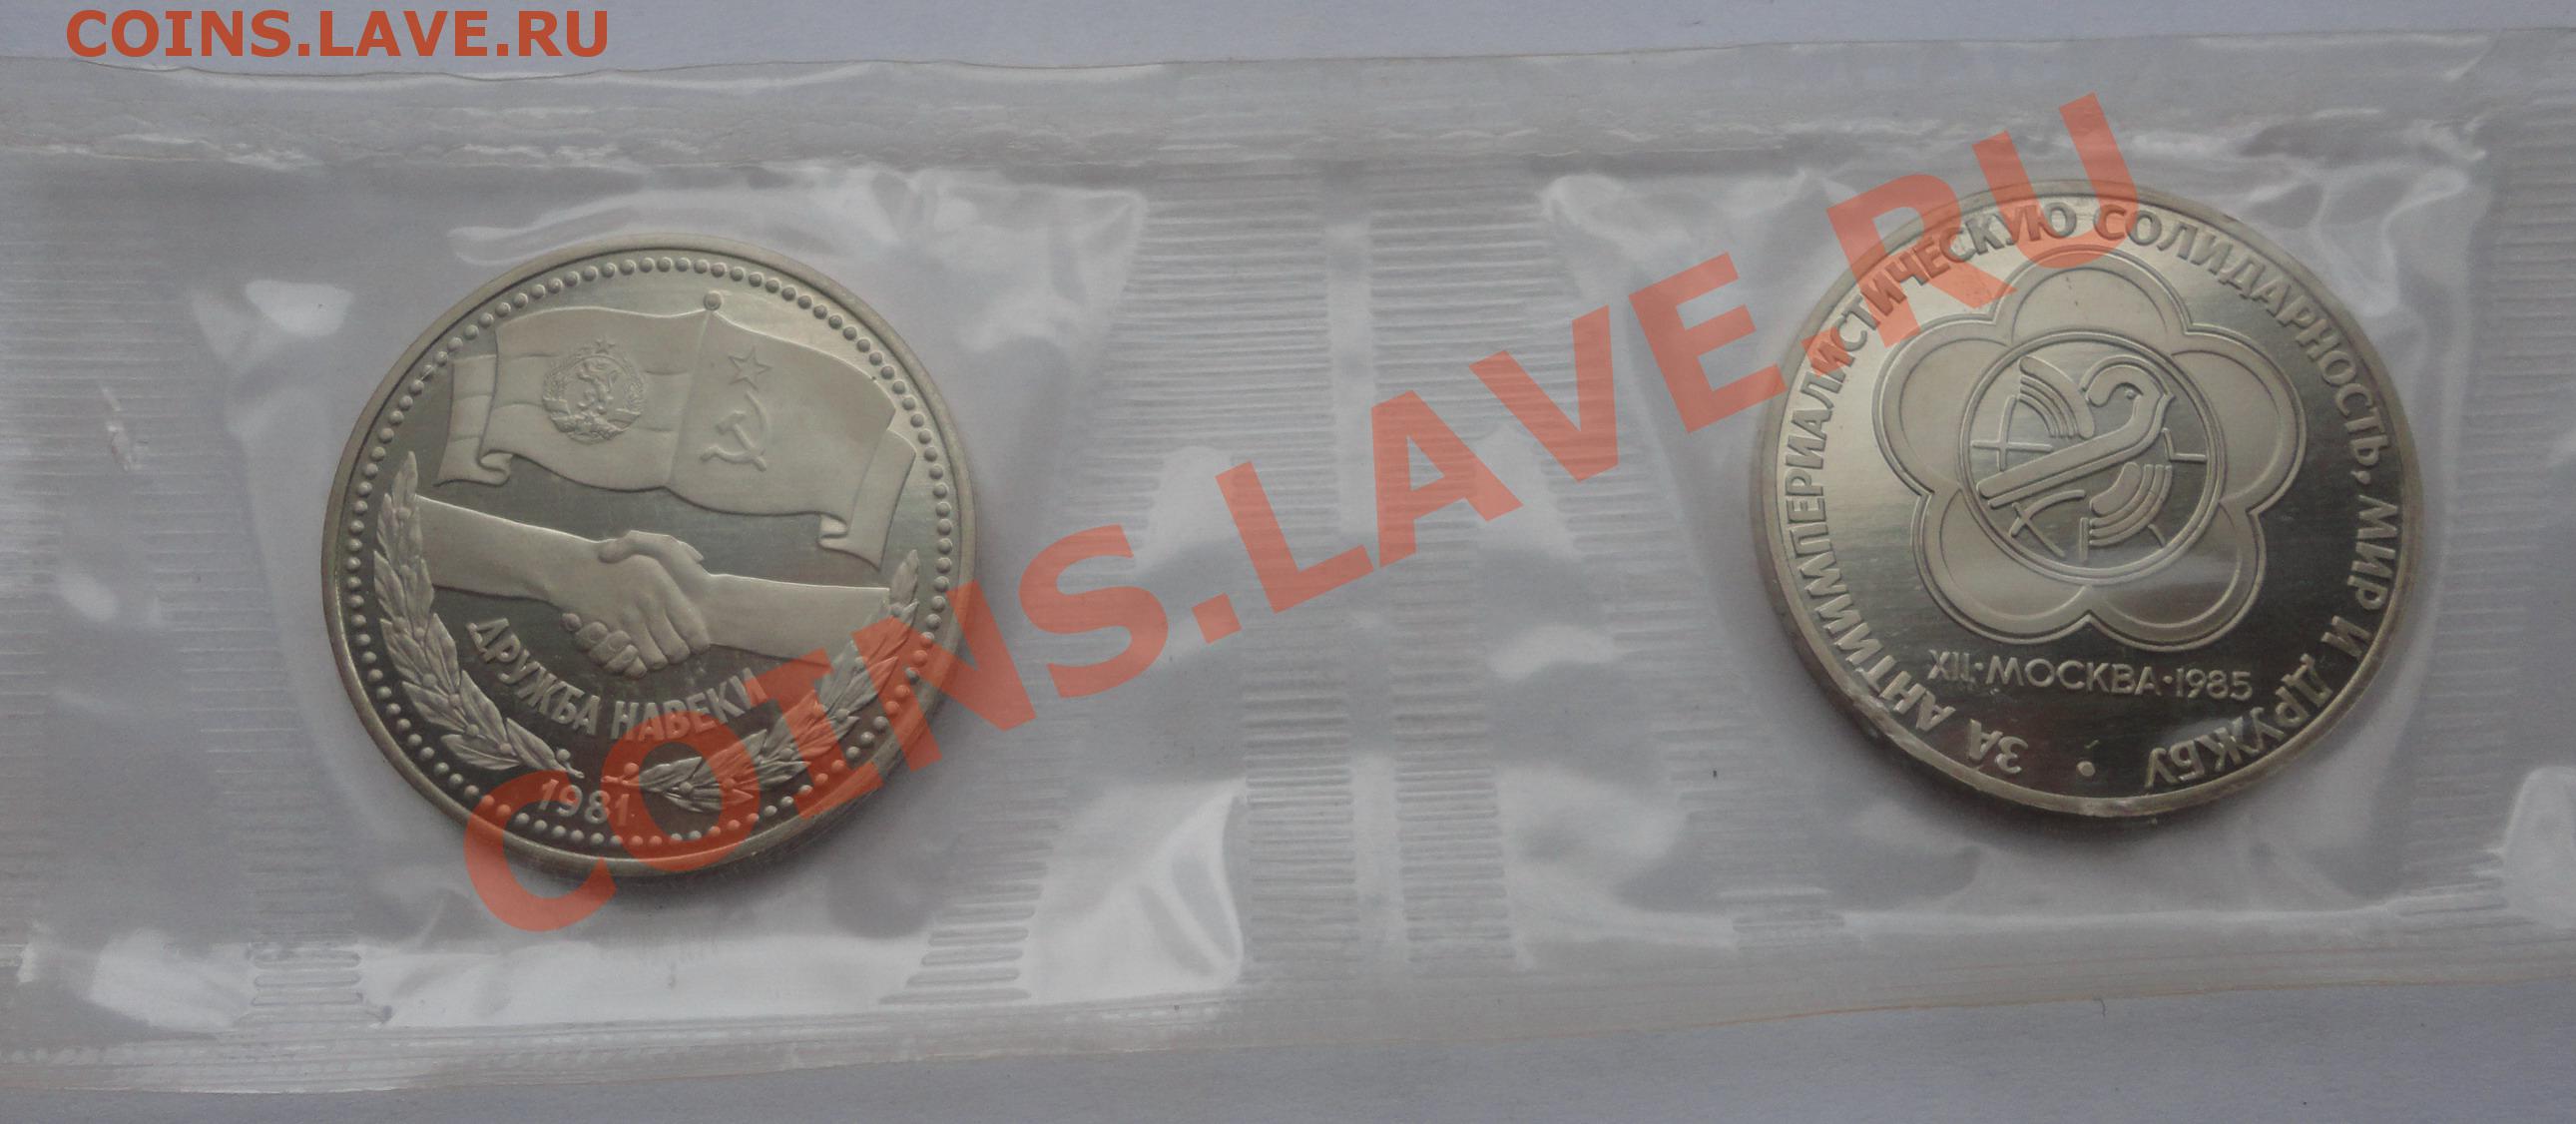 COINS.LAVE.RU
ДРУЖБА НАВЕКИ
1981
ЗА АНТИИМПЕРИАЛИСТИЧЕСКУЮ СОЛИДАРНОСТЬ, МИР И ДРУЖБУ •
XII•МОСКВА•1985
COINS.LAVE.RU